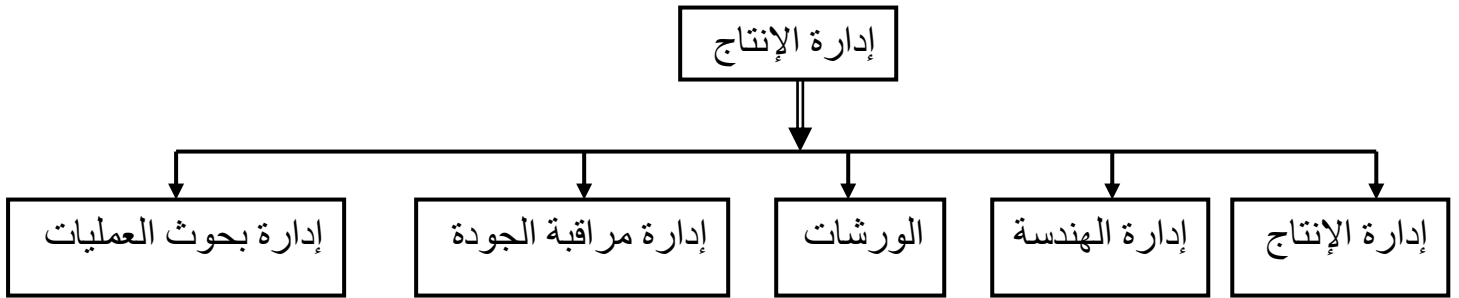 إدارة الإنتاج
إدارة الإنتاج
إدارة الهندسة
الورشات
إدارة مراقبة الجودة
إدارة بحوث العمليات